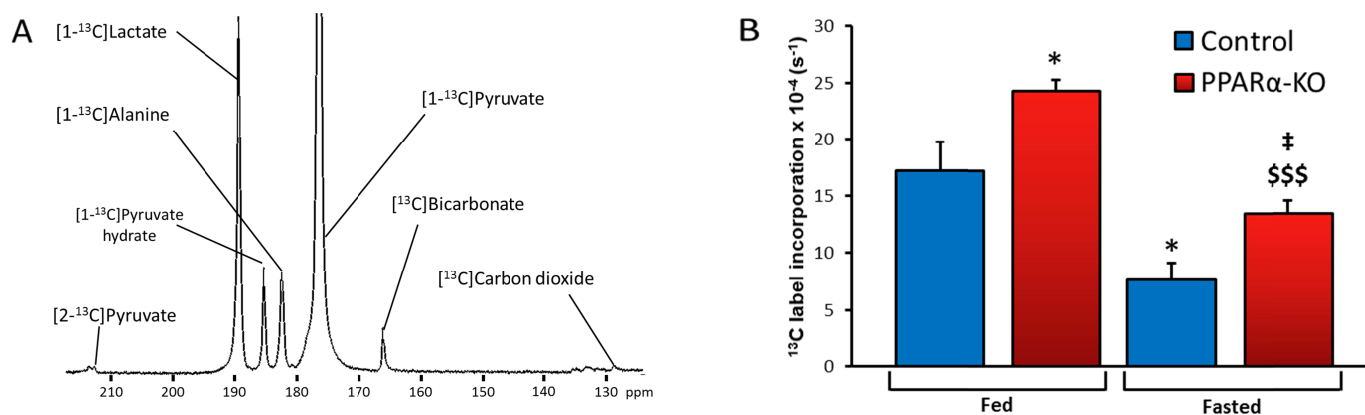 A
[1-¹³C]Lactate
[1-¹³C]Alanine
[1-¹³C]Pyruvate
hydrate
[2-¹³C]Pyruvate
[1-¹³C]Pyruvate
[¹³C]Bicarbonate
[¹³C]Carbon dioxide
210 200 190 180 170 160 150 140 130 ppm
B
¹³C label incorporation x 10⁻⁴ (s⁻¹)
30
25
20
15
10
5
0
Control
PPARα-KO
*
*
‡
$$$
Fed
Fasted